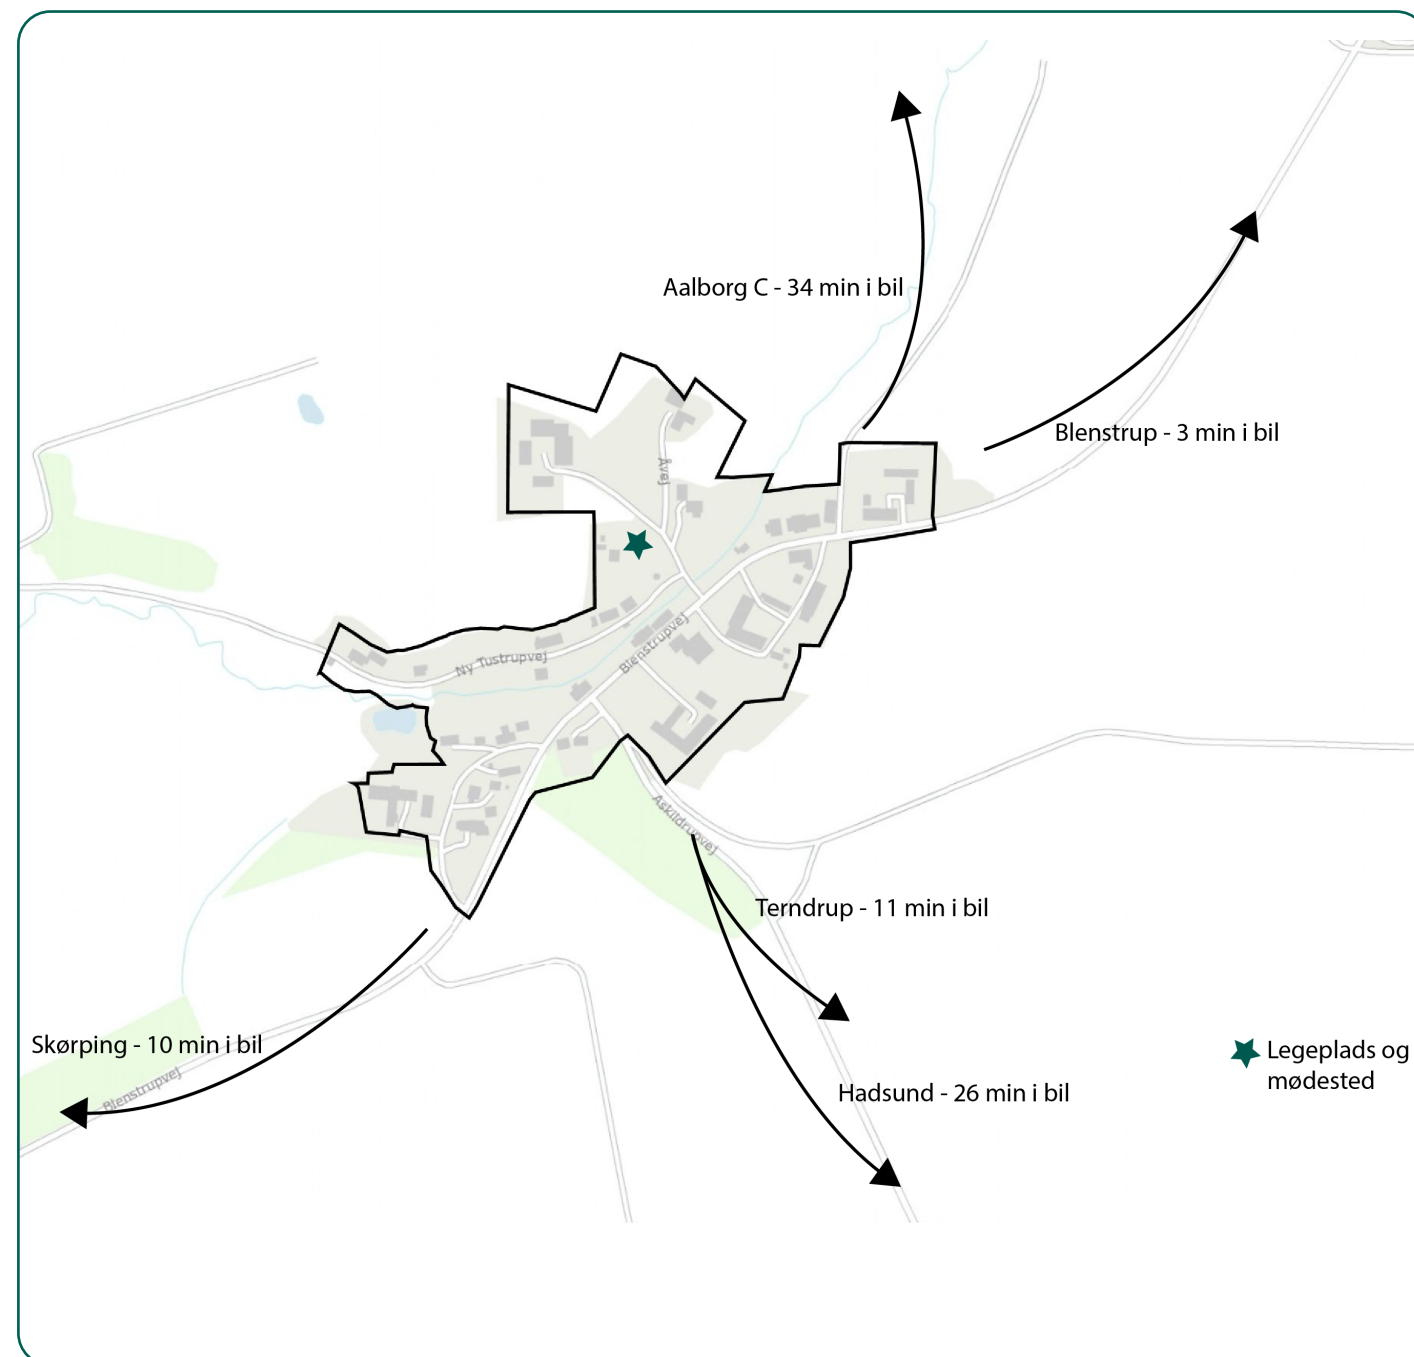 Aalborg C - 34 min i bil
Blenstrup - 3 min i bil
Åvej
Ny Tustrupvej
Blenstrupvej
Askildrupvej
Terndrup - 11 min i bil
Skørping - 10 min i bil
Blenstrupvej
Hadsund - 26 min i bil
Legeplads og
mødested